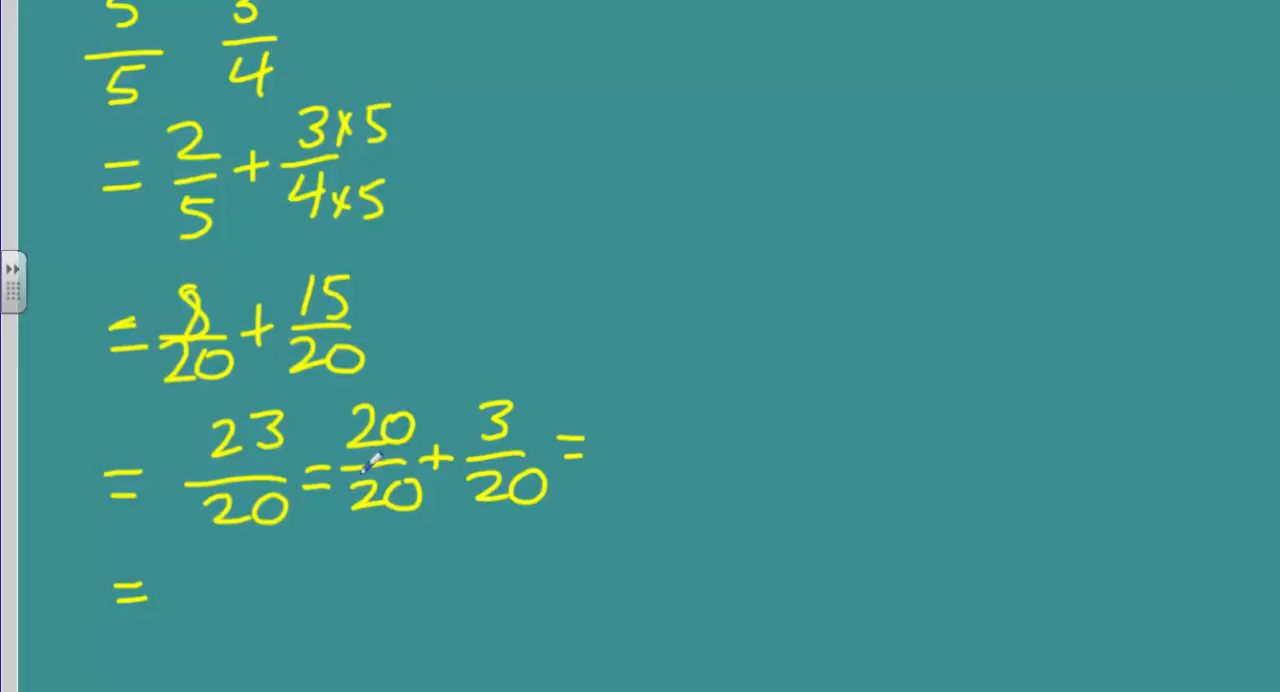 5/5 3/4
= 2/5 + 3×5/4×5
= 8/20 + 15/20
= 23/20 = 20/20 + 3/20 =
=